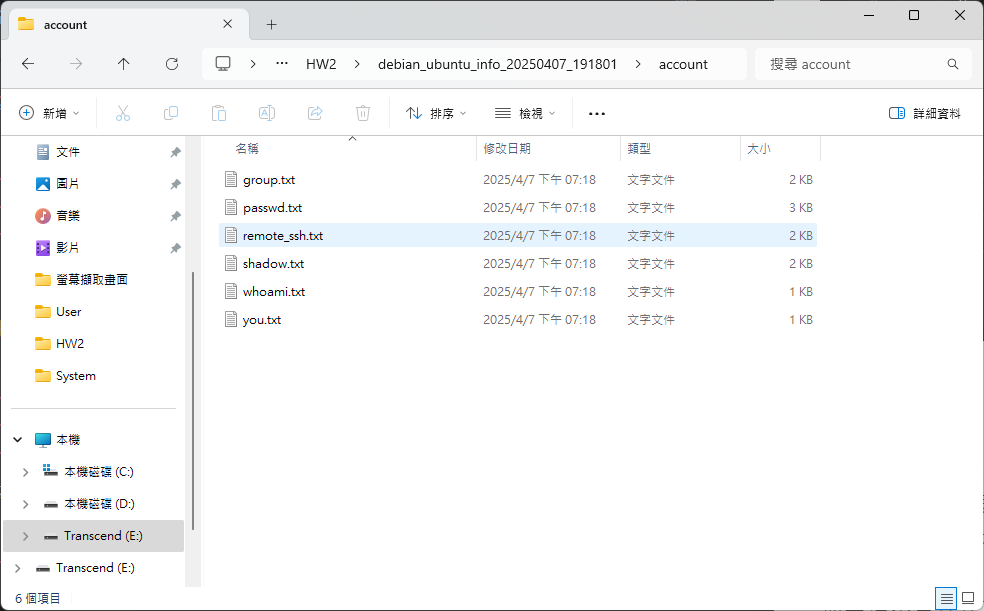 account
HW2 debian_ubuntu_info_20250407_191801 account
搜尋 account
新增 排序 檢視 詳細資料
文件
圖片
音樂
影片
螢幕擷取畫面
User
HW2
System
本機
本機磁碟 (C:)
本機磁碟 (D:)
Transcend (E:)
Transcend (E:)
名稱 修改日期 類型 大小
group.txt 2025/4/7 下午 07:18 文字文件 2 KB
passwd.txt 2025/4/7 下午 07:18 文字文件 3 KB
remote_ssh.txt 2025/4/7 下午 07:18 文字文件 2 KB
shadow.txt 2025/4/7 下午 07:18 文字文件 2 KB
whoami.txt 2025/4/7 下午 07:18 文字文件 1 KB
you.txt 2025/4/7 下午 07:18 文字文件 1 KB
6 個項目